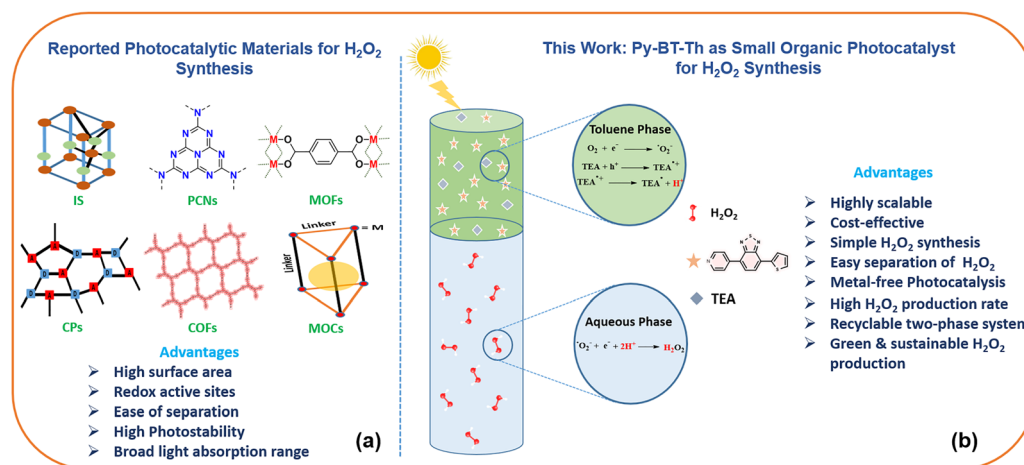 Reported Photocatalytic Materials for H₂O₂
Synthesis
IS
PCNs
MOFs
Linker
Linker
= M
CPs
COFs
MOCs
Advantages
➢ High surface area
➢ Redox active sites
➢ Ease of separation
➢ High Photostability
➢ Broad light absorption range
(a)
This Work: Py-BT-Th as Small Organic Photocatalyst
for H₂O₂ Synthesis
Toluene Phase
O₂ + e⁻ → ˙O₂⁻
TEA + h⁺ → TEA˙⁺
TEA˙⁺ → TEA˙ + H⁺
Aqueous Phase
˙O₂⁻ + e⁻ + 2H⁺ → H₂O₂
H₂O₂
TEA
Advantages
➢ Highly scalable
➢ Cost-effective
➢ Simple H₂O₂ synthesis
➢ Easy separation of H₂O₂
➢ Metal-free Photocatalysis
➢ High H₂O₂ production rate
➢ Recyclable two-phase system
➢ Green & sustainable H₂O₂
production
(b)